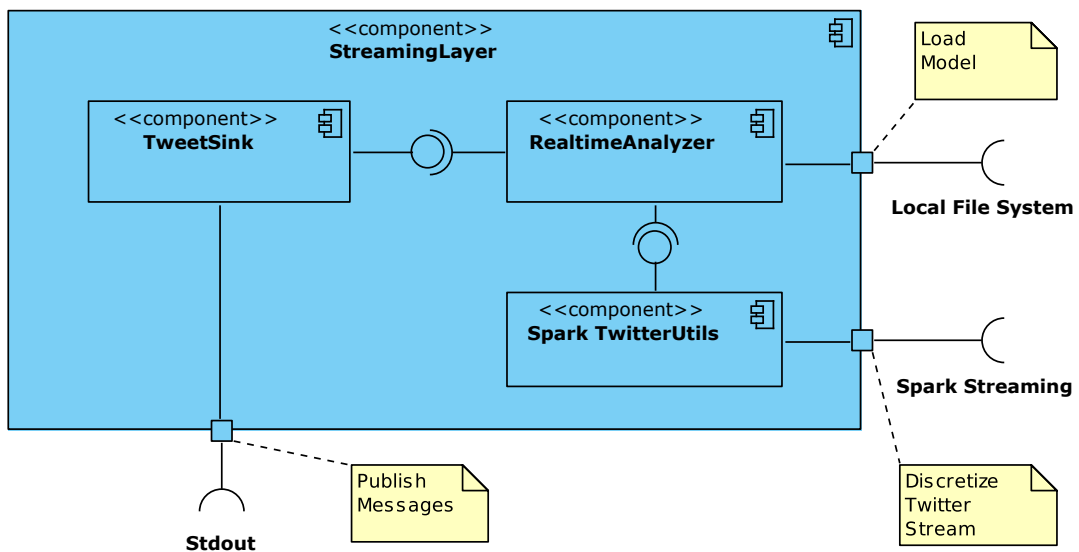 <<component>>
StreamingLayer
Load
Model
<<component>>
TweetSink
<<component>>
RealtimeAnalyzer
Local File System
<<component>>
Spark TwitterUtils
Spark Streaming
Publish
Messages
Discretize
Twitter
Stream
Stdout